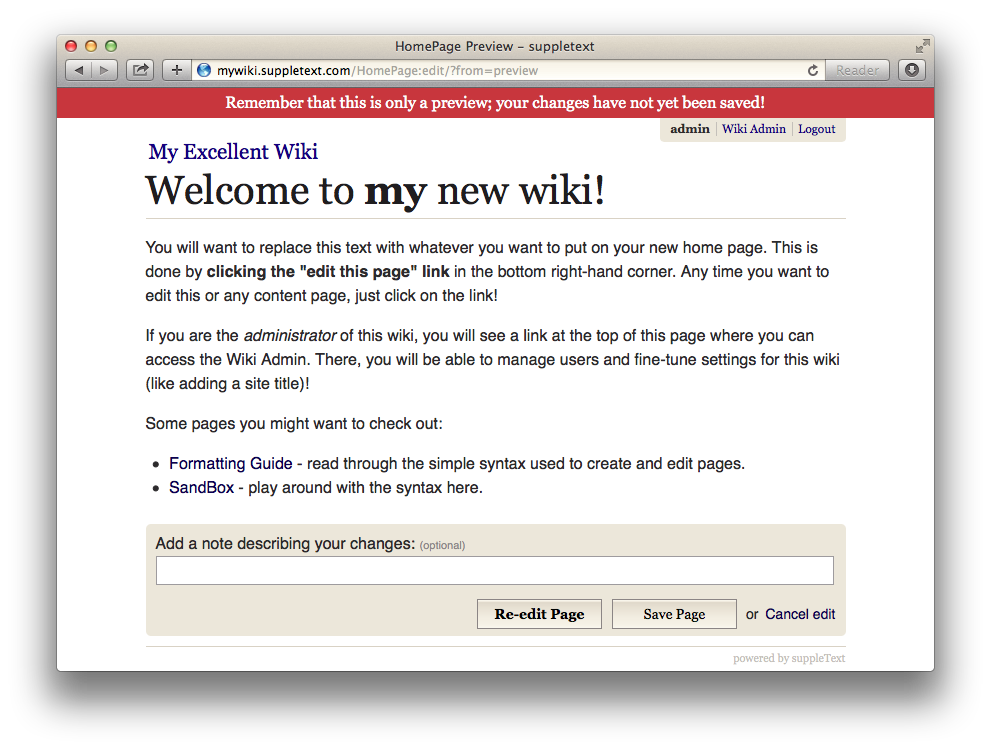 HomePage Preview – suppletext
mywiki.suppletext.com/HomePage:edit/?from=preview
Reader
Remember that this is only a preview; your changes have not yet been saved!
admin Wiki Admin Logout
My Excellent Wiki
Welcome to my new wiki!
You will want to replace this text with whatever you want to put on your new home page. This is
done by clicking the "edit this page" link in the bottom right-hand corner. Any time you want to
edit this or any content page, just click on the link!
If you are the administrator of this wiki, you will see a link at the top of this page where you can
access the Wiki Admin. There, you will be able to manage users and fine-tune settings for this wiki
(like adding a site title)!
Some pages you might want to check out:
• Formatting Guide - read through the simple syntax used to create and edit pages.
• SandBox - play around with the syntax here.
Add a note describing your changes: (optional)
Re-edit Page Save Page or Cancel edit
powered by suppleText